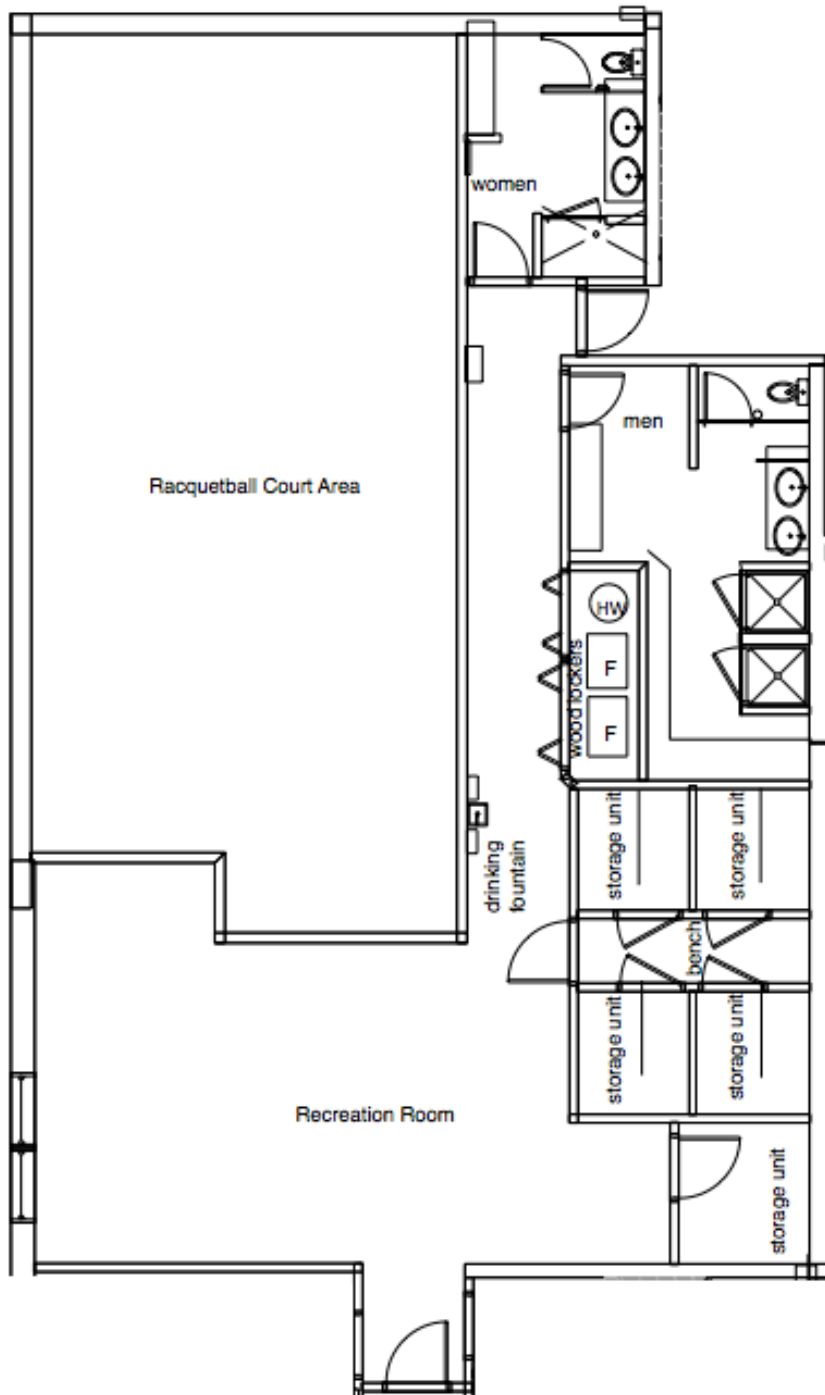 women
men
Racquetball Court Area
HW
wood lockers
F
F
storage unit
storage unit
drinking
fountain
bench
storage unit
storage unit
Recreation Room
storage unit